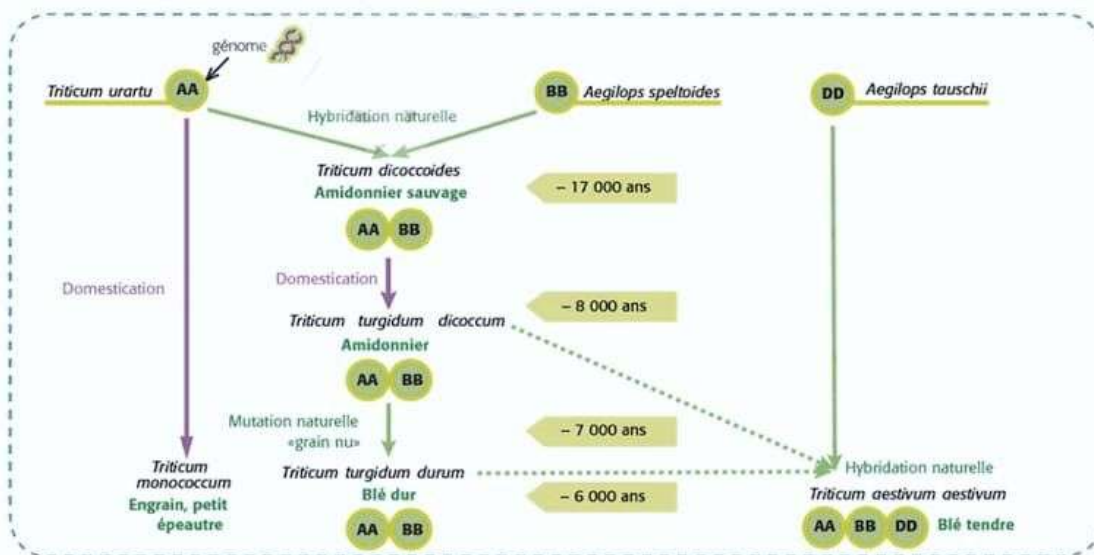 génome
Triticum urartu AA
BB Aegilops speltoides
DD Aegilops tauschii
Hybridation naturelle
Triticum dicoccoides
Amidonnier sauvage
AA BB
– 17 000 ans
Domestication
Domestication
– 8 000 ans
Triticum turgidum dicoccum
Amidonnier
AA BB
Mutation naturelle
«grain nu»
– 7 000 ans
Triticum
monococcum
Engrain, petit
épeautre
Triticum turgidum durum
Blé dur
AA BB
– 6 000 ans
Hybridation naturelle
Triticum aestivum aestivum
AA BB DD Blé tendre